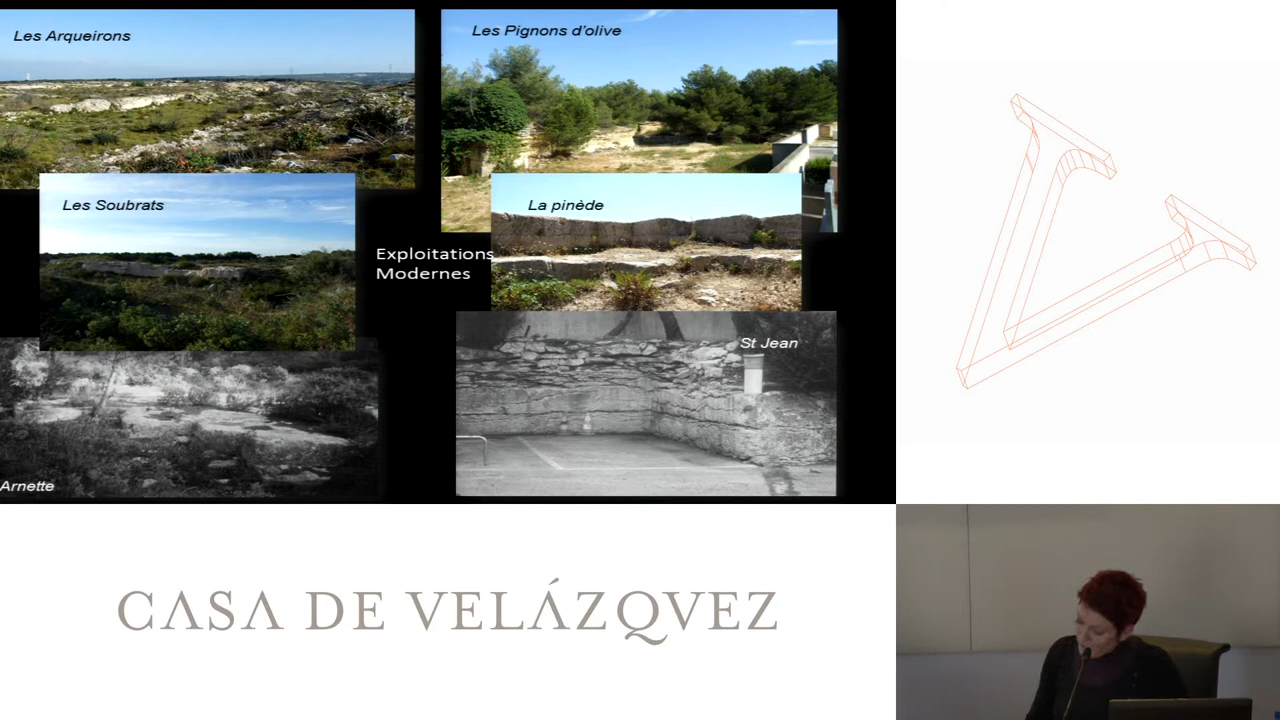 Les Arqueirons
Les Pignons d'olive
Les Soubrats
La pinède
Exploitations
Modernes
St Jean
Arnette
CASA DE VELÁZQVEZ